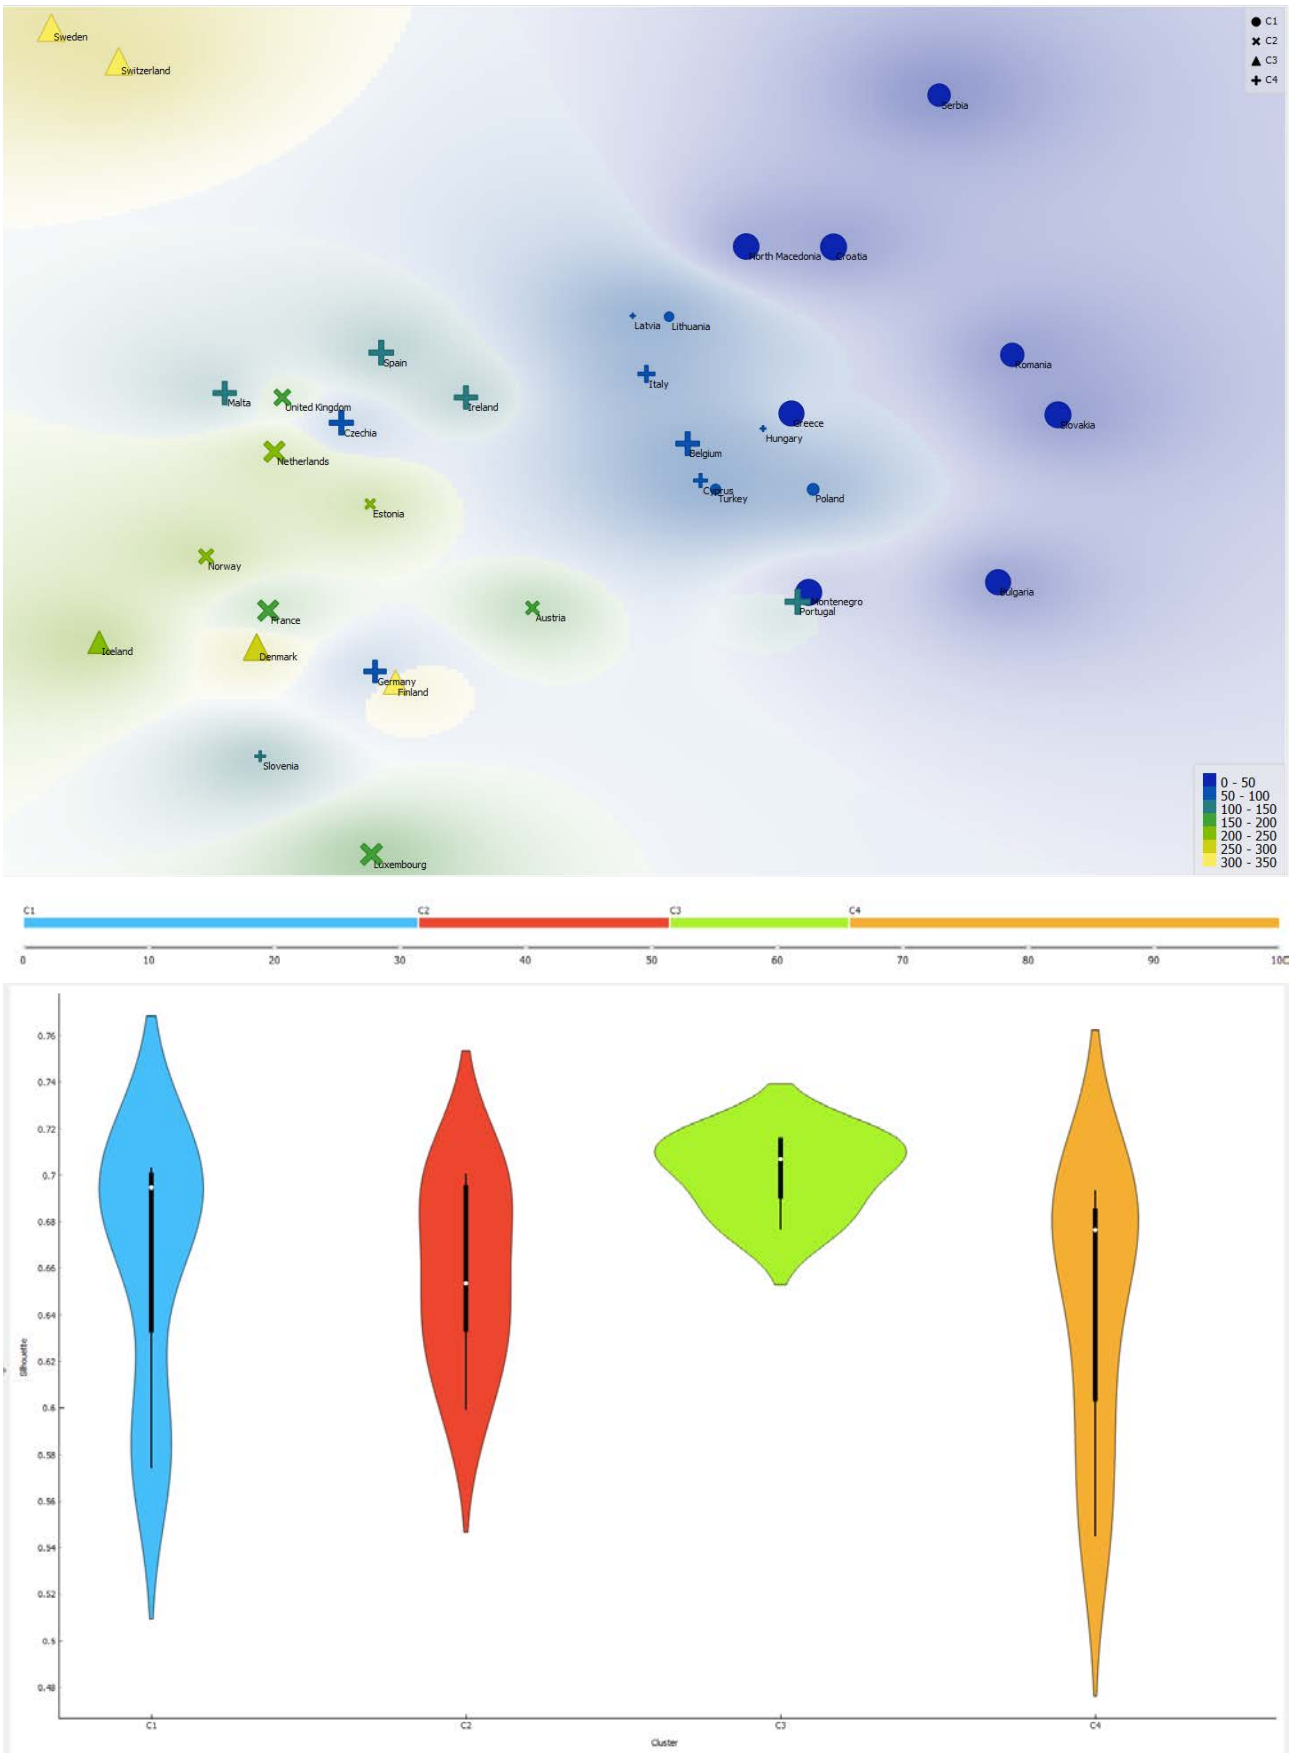 Sweden
Switzerland
C1
C2
C3
C4
Serbia
North Macedonia
Croatia
Latvia
Lithuania
Spain
Romania
Italy
Malta
United Kingdom
Ireland
Greece
Slovakia
Czechia
Hungary
Belgium
Netherlands
Cyprus
Turkey
Poland
Estonia
Norway
Bulgaria
Montenegro
Portugal
France
Austria
Iceland
Denmark
Germany
Finland
Slovenia
0 - 50
50 - 100
100 - 150
150 - 200
200 - 250
250 - 300
300 - 350
Luxembourg
C1 C2 C3 C4
0 10 20 30 40 50 60 70 80 90 100
0.76
0.74
0.72
0.7
0.68
0.66
0.64
0.62
0.6
0.58
0.56
0.54
0.52
0.5
0.48
Silhouette
C1 C2 C3 C4
Cluster